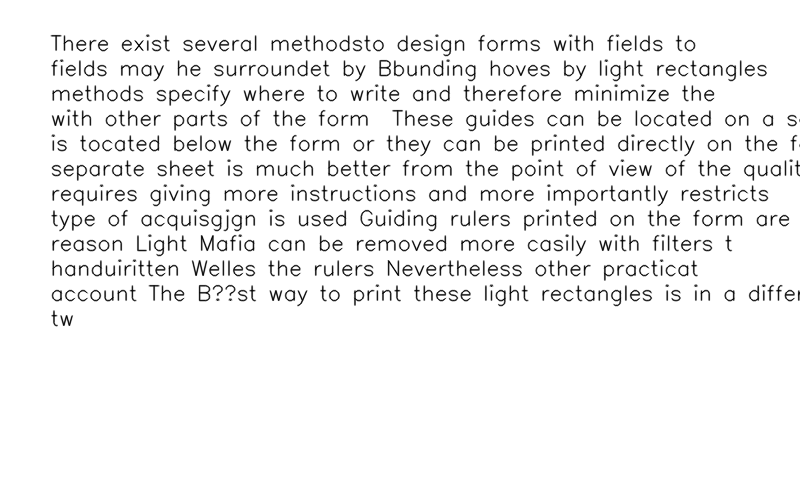 There exist several methodsto design forms with fields to
fields may he surroundet by Bbunding hoves by light rectangles
methods specify where to write and therefore minimize the
with other parts of the form  These guides can be located on a
is tocated below the form or they can be printed directly on the
separate sheet is much better from the point of view of the
requires giving more instructions and more importantly restricts
type of acquisgjgn is used Guiding rulers printed on the form are
reason Light Mafia can be removed more casily with filters t
handuiritten Welles the rulers Nevertheless other practicat
account The B??st way to print these light rectangles is in a
tw